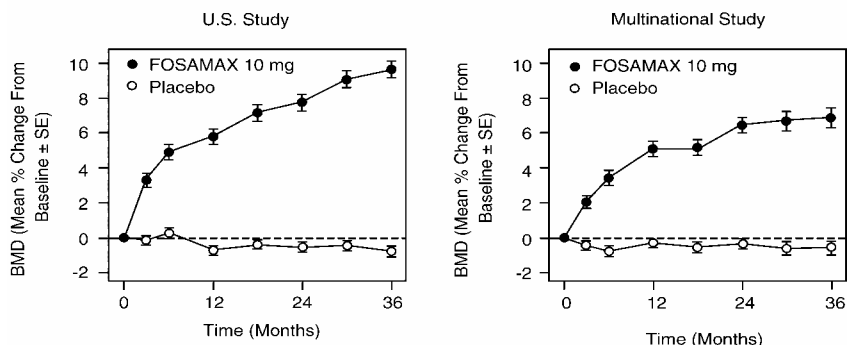 U.S. Study
BMD (Mean % Change From
Baseline ± SE)
10
8
6
4
2
0
-2
FOSAMAX 10 mg
Placebo
0
12
24
36
Time (Months)
Multinational Study
BMD (Mean % Change From
Baseline ± SE)
10
8
6
4
2
0
-2
FOSAMAX 10 mg
Placebo
0
12
24
36
Time (Months)